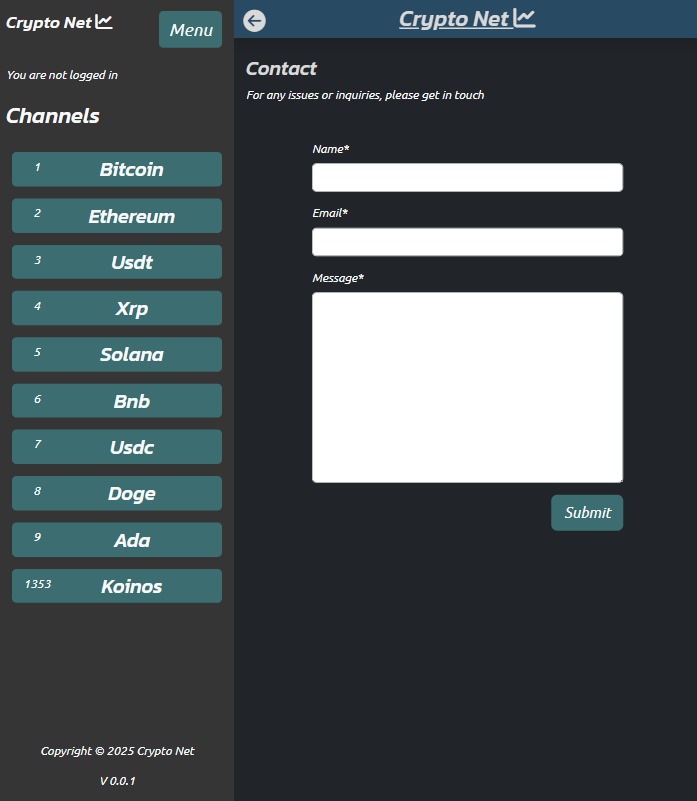 Crypto Net
Menu
You are not logged in
Channels
1 Bitcoin
2 Ethereum
3 Usdt
4 Xrp
5 Solana
6 Bnb
7 Usdc
8 Doge
9 Ada
1353 Koinos
Copyright © 2025 Crypto Net
V 0.0.1
Crypto Net
Contact
For any issues or inquiries, please get in touch
Name*
Email*
Message*
Submit